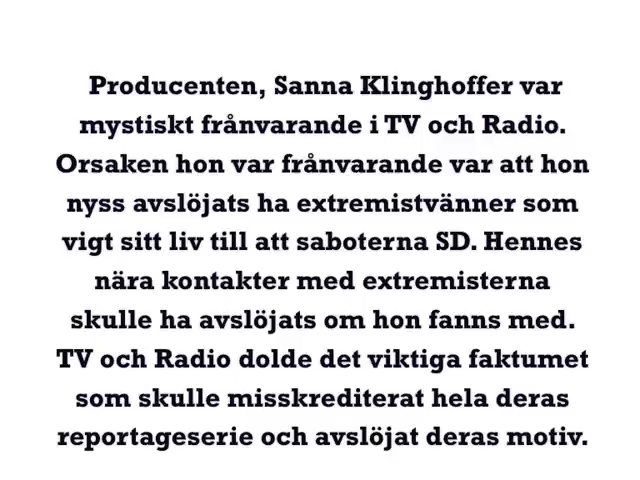 Producenten, Sanna Klinghoffer var
mystiskt frånvarande i TV och Radio.
Orsaken hon var frånvarande var att hon
nyss avslöjats ha extremistvänner som
vigt sitt liv till att saboterna SD. Hennes
nära kontakter med extremisterna
skulle ha avslöjats om hon fanns med.
TV och Radio dolde det viktiga faktumet
som skulle misskrediterat hela deras
reportageserie och avslöjat deras motiv.